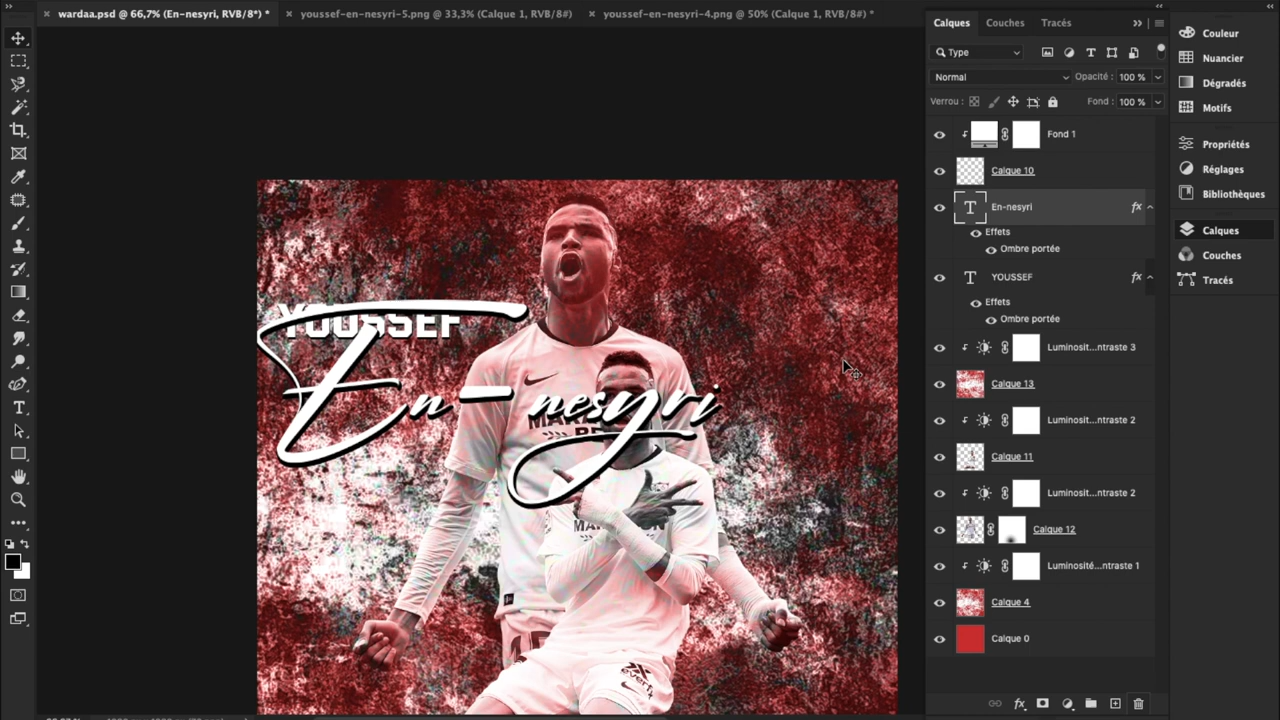 wardaa.psd @ 66,7% (En-nesyri, RVB/8*) *
youssef-en-nesyri-5.png @ 33,3% (Calque 1, RVB/8#)
youssef-en-nesyri-4.png @ 50% (Calque 1, RVB/8#) *
Calques
Couches
Tracés
Type
Normal
Opacité : 100 %
Verrou :
Fond : 100 %
Fond 1
Calque 10
En-nesyri
fx
Effets
Ombre portée
YOUSSEF
fx
Effets
Ombre portée
Luminosit...ntraste 3
Calque 13
Luminosit...ntraste 2
Calque 11
Luminosit...ntraste 2
Calque 12
Luminosité...ntraste 1
Calque 4
Calque 0
fx
Couleur
Nuancier
Dégradés
Motifs
Propriétés
Réglages
Bibliothèques
Calques
Couches
Tracés
YOUSSEF
En-nesyri